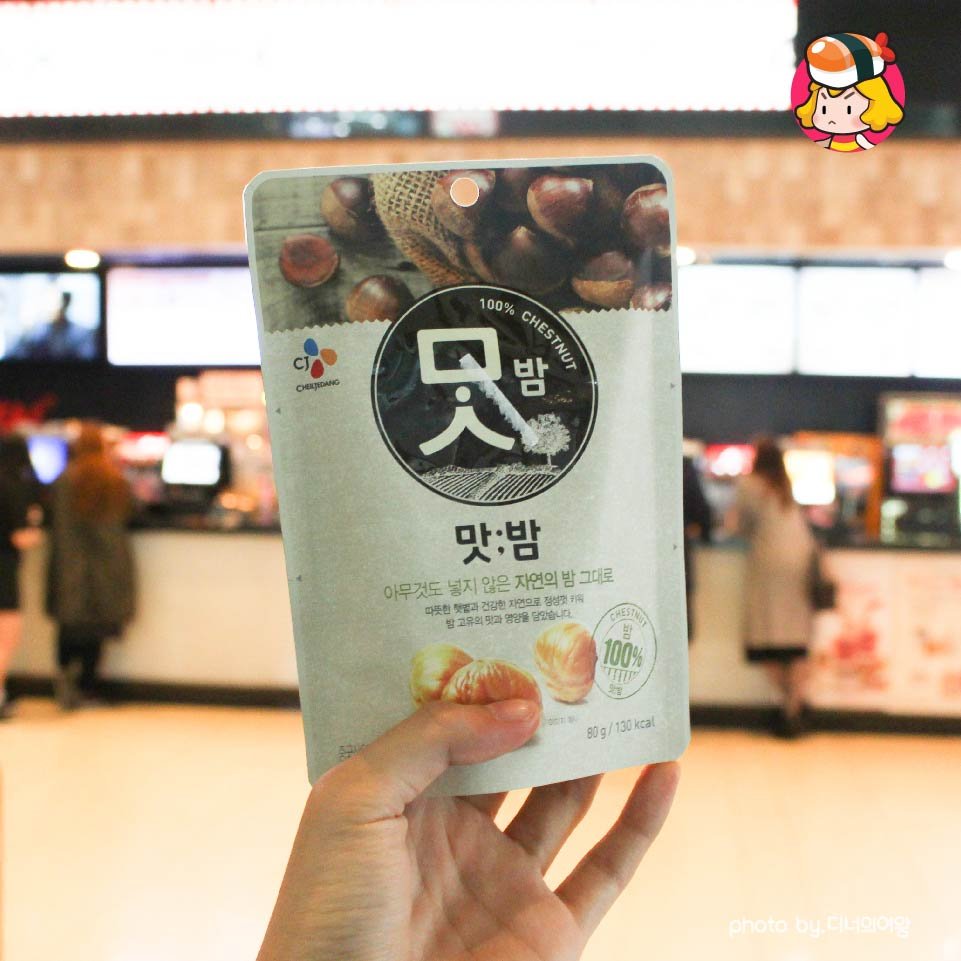 100% CHESTNUT
맛밤
CJ
CHEILJEDANG
맛;밤
아무것도 넣지 않은 자연의 밤 그대로
따뜻한 햇볕과 건강한 자연으로 정성껏 키워
밤 고유의 맛과 영양을 담았습니다.
CHESTNUT
밤
100%
맛밤
80 g / 130 kcal
photo by.디너의여왕